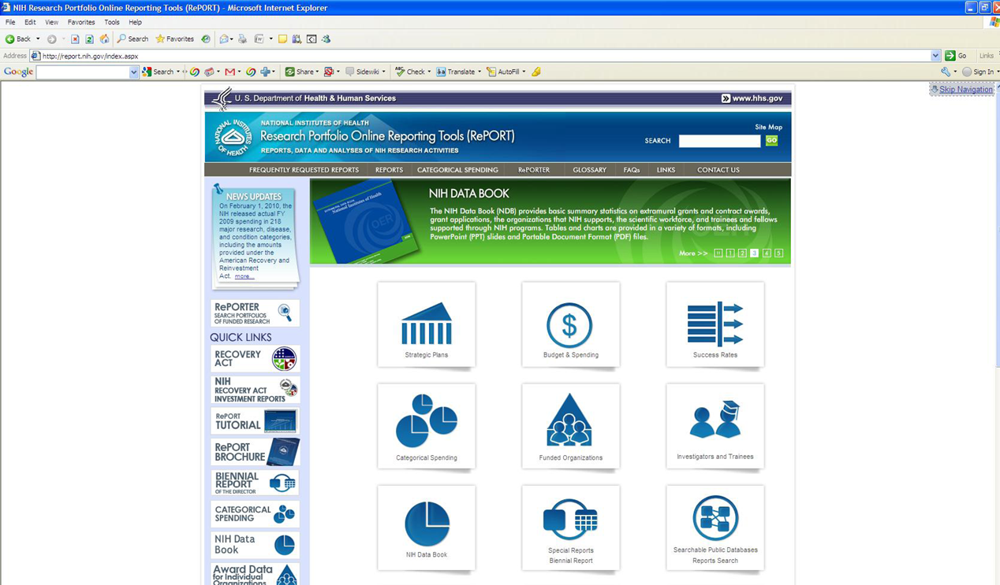 NIH Research Portfolio Online Reporting Tools (RePORT) - Microsoft Internet Explorer
File Edit View Favorites Tools Help
Back Search Favorites
Address http://report.nih.gov/index.aspx Go Links
Google Search Share Sidewiki Check Translate AutoFill Sign In
Skip Navigation
U. S. Department of Health & Human Services www.hhs.gov
NATIONAL INSTITUTES OF HEALTH
NATIONAL INSTITUTES OF HEALTH
Research Portfolio Online Reporting Tools (RePORT)
REPORTS, DATA AND ANALYSES OF NIH RESEARCH ACTIVITIES
Site Map
SEARCH GO
FREQUENTLY REQUESTED REPORTS REPORTS CATEGORICAL SPENDING RePORTER GLOSSARY FAQs LINKS CONTACT US
NEWS UPDATES
On February 1, 2010, the
NIH released actual FY
2009 spending in 218
major research, disease,
and condition categories,
including the amounts
provided under the
American Recovery and
Reinvestment
Act. more...
National Institutes of Health
OER
NIH DATA BOOK
The NIH Data Book (NDB) provides basic summary statistics on extramural grants and contract awards,
grant applications, the organizations that NIH supports, the scientific workforce, and trainees and fellows
supported through NIH programs. Tables and charts are provided in a variety of formats, including
PowerPoint (PPT) slides and Portable Document Format (PDF) files.
OER
More >> 1 2 3 4 5
RePORTER
SEARCH PORTFOLIOS
OF FUNDED RESEARCH
QUICK LINKS
RECOVERY
ACT
NIH
RECOVERY ACT
INVESTMENT REPORTS
RePORT
TUTORIAL
RePORT
BROCHURE
BIENNIAL
REPORT
OF THE DIRECTOR
CATEGORICAL
SPENDING
NIH Data
Book
Award Data
for Individual
Organizations
Strategic Plans
$
Budget & Spending
Success Rates
Categorical Spending
Funded Organizations
Investigators and Trainees
NIH Data Book
Special Reports
Biennial Report
Searchable Public Databases
Reports Search